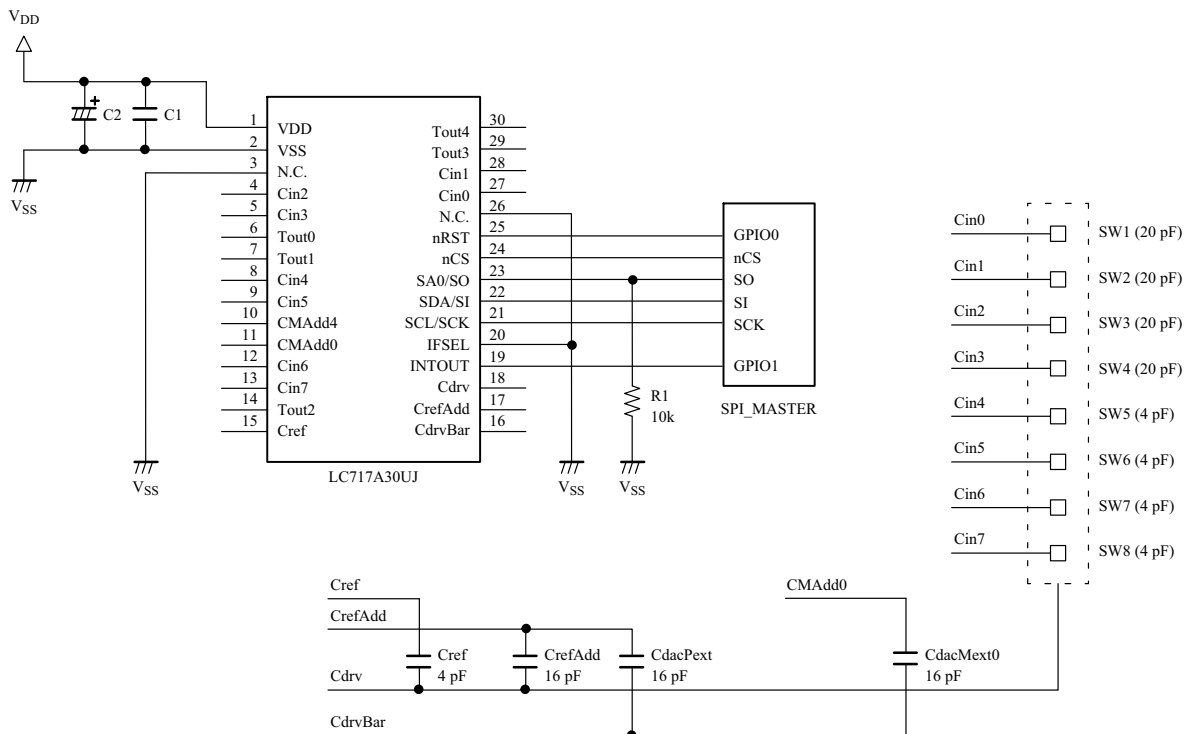 VDD
C2
C1
VSS
1 VDD
2 VSS
3 N.C.
4 Cin2
5 Cin3
6 Tout0
7 Tout1
8 Cin4
9 Cin5
10 CMAdd4
11 CMAdd0
12 Cin6
13 Cin7
14 Tout2
15 Cref
Tout4 30
Tout3 29
Cin1 28
Cin0 27
N.C. 26
nRST 25
nCS 24
SA0/SO 23
SDA/SI 22
SCL/SCK 21
IFSEL 20
INTOUT 19
Cdrv 18
CrefAdd 17
CdrvBar 16
LC717A30UJ
VSS
VSS
VSS
R1
10k
GPIO0
nCS
SO
SI
SCK
GPIO1
SPI_MASTER
Cin0 SW1 (20 pF)
Cin1 SW2 (20 pF)
Cin2 SW3 (20 pF)
Cin3 SW4 (20 pF)
Cin4 SW5 (4 pF)
Cin5 SW6 (4 pF)
Cin6 SW7 (4 pF)
Cin7 SW8 (4 pF)
Cref
CrefAdd
Cdrv
CdrvBar
Cref
4 pF
CrefAdd
16 pF
CdacPext
16 pF
CMAdd0
CdacMext0
16 pF
+